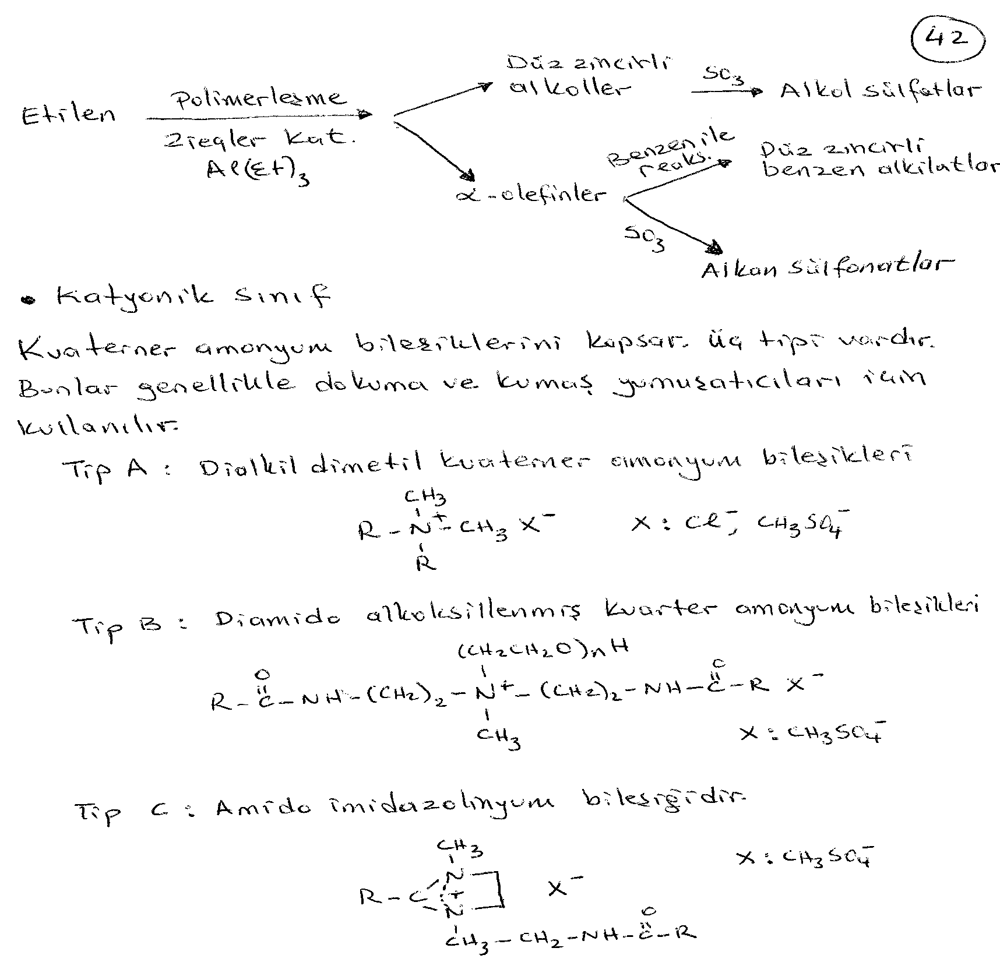 42
Etilen
Polimerleşme
Ziegler Kat.
Al(Et)3
Düz zincirli
alkoller
SO3
Alkol sülfatlar
α-olefinler
Benzen ile
reaks.
Düz zincirli
benzen alkilatlar
SO3
Alkan sülfonatlar
• Katyonik sınıf
Kuaterner amonyum bileşiklerini kapsar. Üç tipi vardır.
Bunlar genellikle dokuma ve kumaş yumuşatıcıları için
kullanılır.
Tip A : Dialkil dimetil kuaterner amonyum bileşikleri
CH3
R - N+ - CH3 X-   X : Cl-, CH3SO4-
R
Tip B : Diamido alkoksillenmiş kuarter amonyum bileşikleri
(CH2CH2O)nH
O   O
R - C - NH - (CH2)2 - N+ - (CH2)2 - NH - C - R X-
CH3
X : CH3SO4-
Tip C : Amido imidazolinyum bileşiğidir.
CH3
X : CH3SO4-
N
R - C + X-
N
O
CH3 - CH2 - NH - C - R